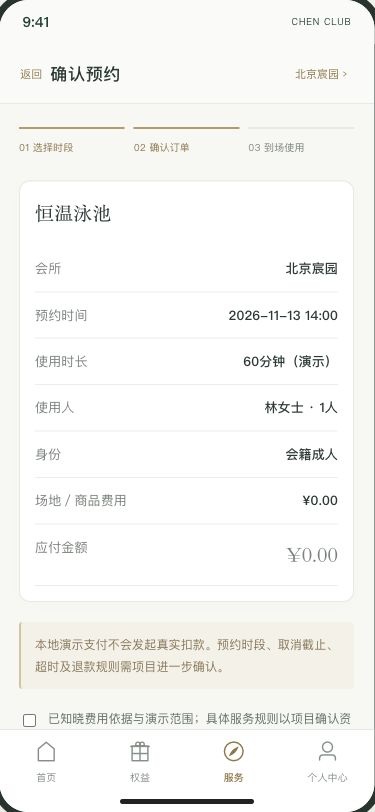 9:41 CHEN CLUB
返回 确认预约 北京宸园 ›
01 选择时段 02 确认订单 03 到场使用
恒温泳池
会所 北京宸园
预约时间 2026–11–13 14:00
使用时长 60分钟（演示）
使用人 林女士 · 1人
身份 会籍成人
场地 / 商品费用 ¥0.00
应付金额 ¥0.00
本地演示支付不会发起真实扣款。预约时段、取消截止、
超时及退款规则需项目进一步确认。
已知晓费用依据与演示范围；具体服务规则以项目确认资
首页 权益 服务 个人中心